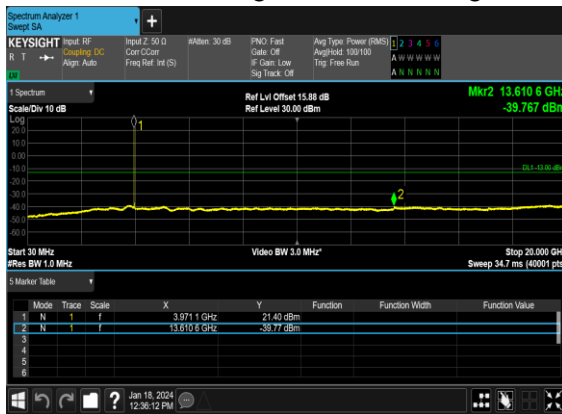 Spectrum Analyzer 1
Swept SA
+
KEYSIGHT Input: RF Input Z: 50 Ω #Atten: 30 dB PNO: Fast Avg Type: Power (RMS) 1 2 3 4 5 6
R T Coupling: DC Corr CCorr Gate: Off Avg|Hold: 100/100 A W W W W W
Align: Auto Freq Ref: Int (S) IF Gain: Low Trig: Free Run
LXI Sig Track: Off A N N N N N
1 Spectrum Ref Lvl Offset 15.88 dB Mkr2 13.610 6 GHz
Scale/Div 10 dB Ref Level 30.00 dBm -39.767 dBm
Log
20.0
10.0
0.00
-10.0
-20.0
-30.0
-40.0
-50.0
-60.0
1
DL1 -13.00 dBm
2
Start 30 MHz Video BW 3.0 MHz* Stop 20.000 GHz
#Res BW 1.0 MHz Sweep 34.7 ms (40001 pts)
5 Marker Table
Mode Trace Scale X Y Function Function Width Function Value
1 N 1 f 3.971 1 GHz 21.40 dBm
2 N 1 f 13.610 6 GHz -39.77 dBm
3
4
5
6
? Jan 18, 2024
12:36:12 PM